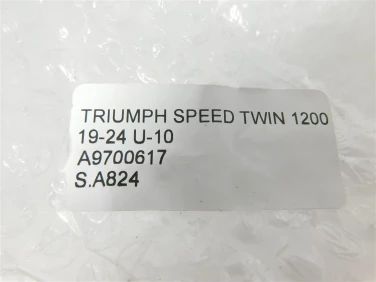 TRIUMPH SPEED TWIN 1200
19-24 U-10
A9700617
S.A824